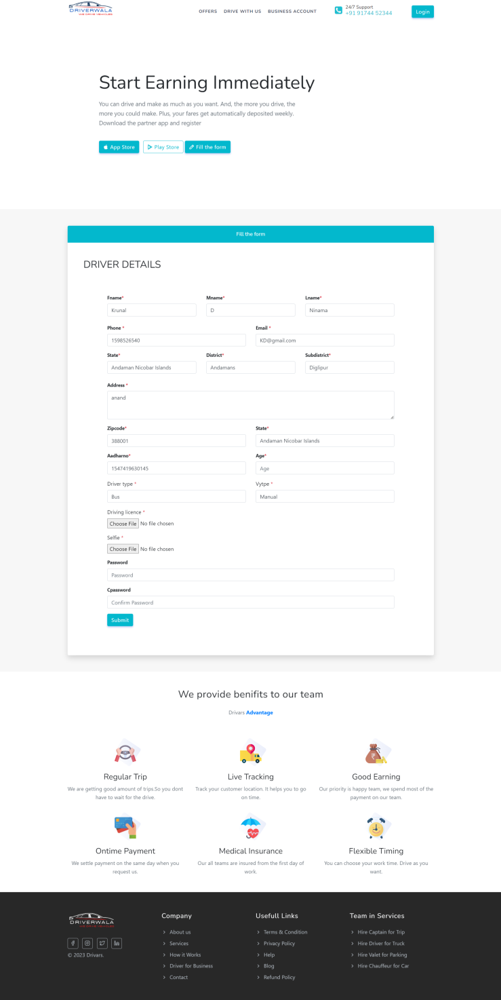 DRIVERWALA
WE DRIVE VEHICLES
OFFERS DRIVE WITH US BUSINESS ACCOUNT
24/7 Support
+91 91744 52344
Login
Start Earning Immediately
You can drive and make as much as you want. And, the more you drive, the
more you could make. Plus, your fares get automatically deposited weekly.
Download the partner app and register
App Store Play Store Fill the form
Fill the form
DRIVER DETAILS
Fname* Mname* Lname*
Krunal D Ninama
Phone * Email *
1598526540 KD@gmail.com
State* District* Subdistrict*
Andaman Nicobar Islands Andamans Diglipur
Address *
anand
Zipcode* State*
388001 Andaman Nicobar Islands
Aadharno* Age*
1547419630145 Age
Driver type * Vytpe *
Bus Manual
Driving licence *
Choose File No file chosen
Selfie *
Choose File No file chosen
Password
Password
Cpassword
Confirm Password
Submit
We provide benifits to our team
Drivars Advantage
Regular Trip
We are getting good amount of trips.So you dont
have to wait for the drive.
Live Tracking
Track your customer location. It helps you to go
on time.
Good Earning
Our priority is happy team, we spend most of the
payment on our team.
Ontime Payment
We settle payment on the same day when you
request us.
Medical Insurance
Our all teams are insured from the first day of
work.
Flexible Timing
You can choose your work time. Drive as you
want.
DRIVERWALA
WE DRIVE VEHICLES
© 2023 Drivars.
Company
About us
Services
How it Works
Driver for Business
Contact
Usefull Links
Terms & Condition
Privacy Policy
Help
Blog
Refund Policy
Team in Services
Hire Captain for Trip
Hire Driver for Truck
Hire Valet for Parking
Hire Chauffeur for Car